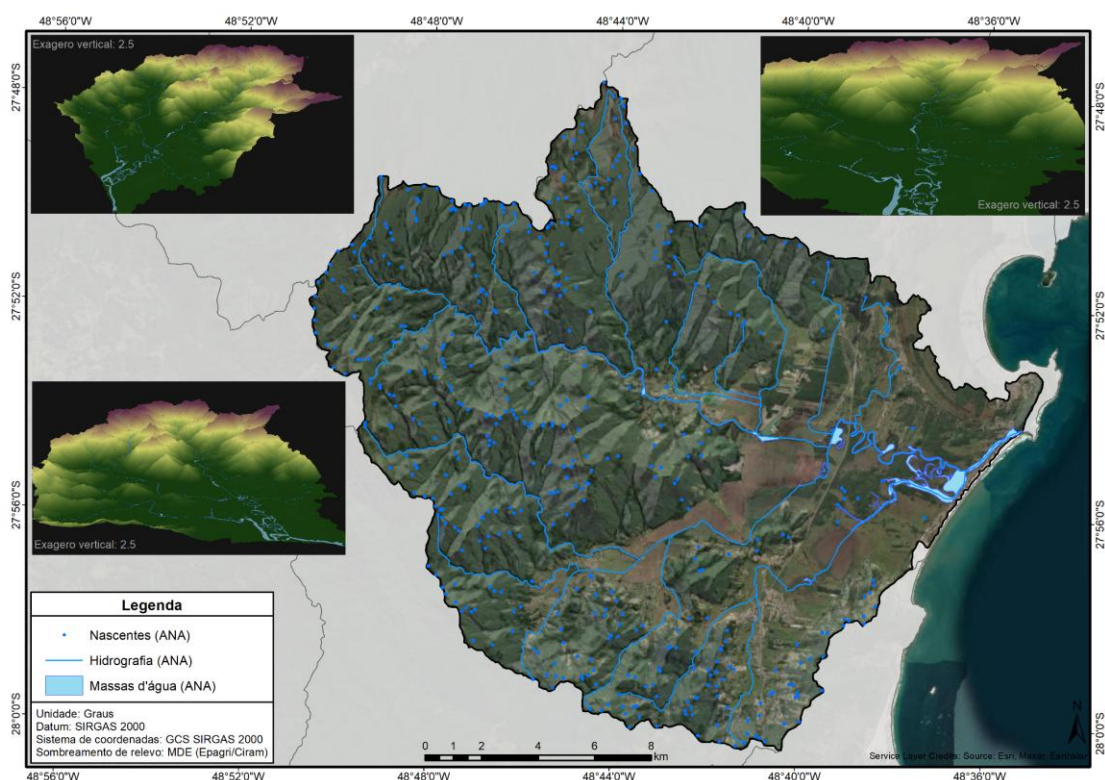 48°56'0"O 48°52'0"O 48°48'0"O 48°44'0"O 48°40'0"O 48°36'0"O
Exagero vertical: 2.5
27°48'0"S
27°48'0"S
Exagero vertical: 2.5
27°52'0"S
27°52'0"S
27°56'0"S
27°56'0"S
Exagero vertical: 2.5
Legenda
Nascentes (ANA)
Hidrografia (ANA)
Massas d'água (ANA)
Unidade: Graus
Datum: SIRGAS 2000
Sistema de coordenadas: GCS SIRGAS 2000
Sombreamento de relevo: MDE (Epagri/Ciram)
28°0'0"S
28°0'0"S
N
0 1 2 4 6 8
km
Service Layer Credits: Source: Esri, Maxar, Earthstar
48°56'0"O 48°52'0"O 48°48'0"O 48°44'0"O 48°40'0"O 48°36'0"O